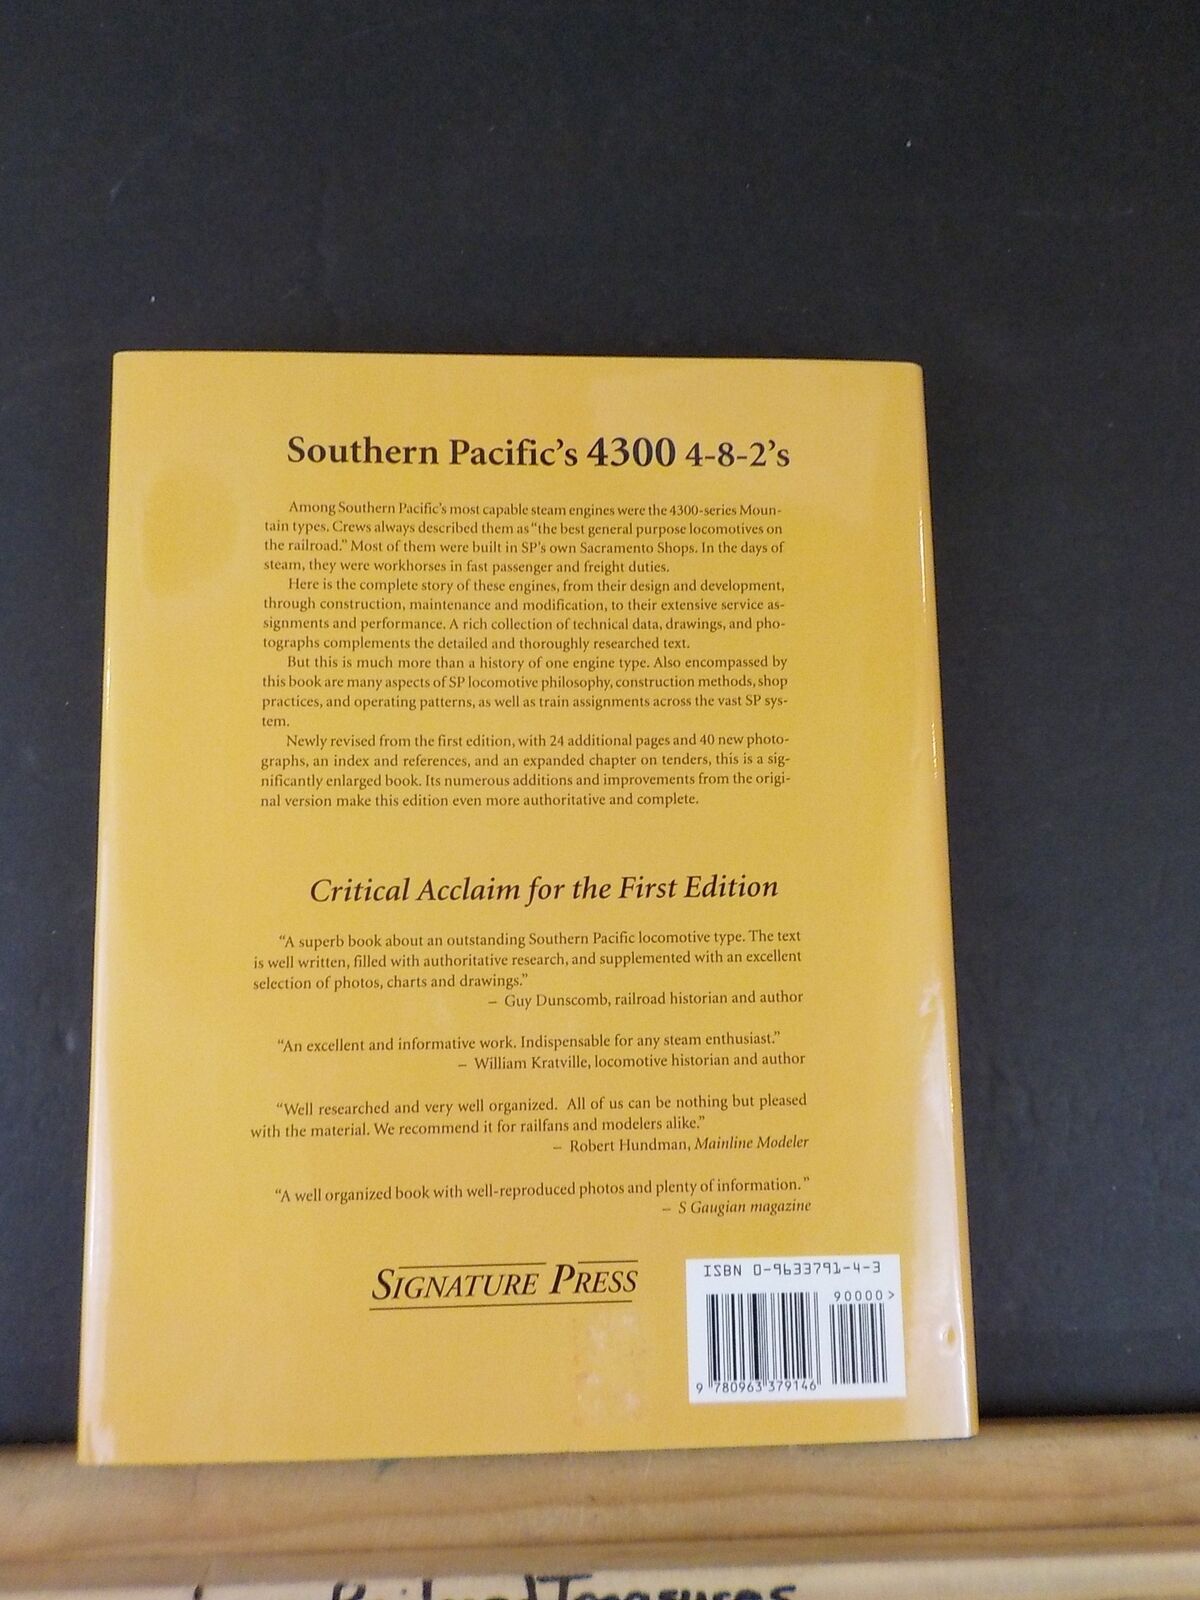 Southern Pacific's 4300 4-8-2's
Among Southern Pacific's most capable steam engines were the 4300-series Moun-
tain types. Crews always described them as "the best general purpose locomotives on
the railroad." Most of them were built in SP's own Sacramento Shops. In the days of
steam, they were workhorses in fast passenger and freight duties.
Here is the complete story of these engines, from their design and development,
through construction, maintenance and modification, to their extensive service as-
signments and performance. A rich collection of technical data, drawings, and pho-
tographs complements the detailed and thoroughly researched text.
But this is much more than a history of one engine type. Also encompassed by
this book are many aspects of SP locomotive philosophy, construction methods, shop
practices, and operating patterns, as well as train assignments across the vast SP sys-
tem.
Newly revised from the first edition, with 24 additional pages and 40 new photo-
graphs, an index and references, and an expanded chapter on tenders, this is a sig-
nificantly enlarged book. Its numerous additions and improvements from the origi-
nal version make this edition even more authoritative and complete.
Critical Acclaim for the First Edition
"A superb book about an outstanding Southern Pacific locomotive type. The text
is well written, filled with authoritative research, and supplemented with an excellent
selection of photos, charts and drawings."
– Guy Dunscomb, railroad historian and author
"An excellent and informative work. Indispensable for any steam enthusiast."
– William Kratville, locomotive historian and author
"Well researched and very well organized. All of us can be nothing but pleased
with the material. We recommend it for railfans and modelers alike."
– Robert Hundman, Mainline Modeler
"A well organized book with well-reproduced photos and plenty of information."
– S Gaugian magazine
SIGNATURE PRESS
ISBN 0-9633791-4-3
90000>
9 780963 379146
Railroad Treasures